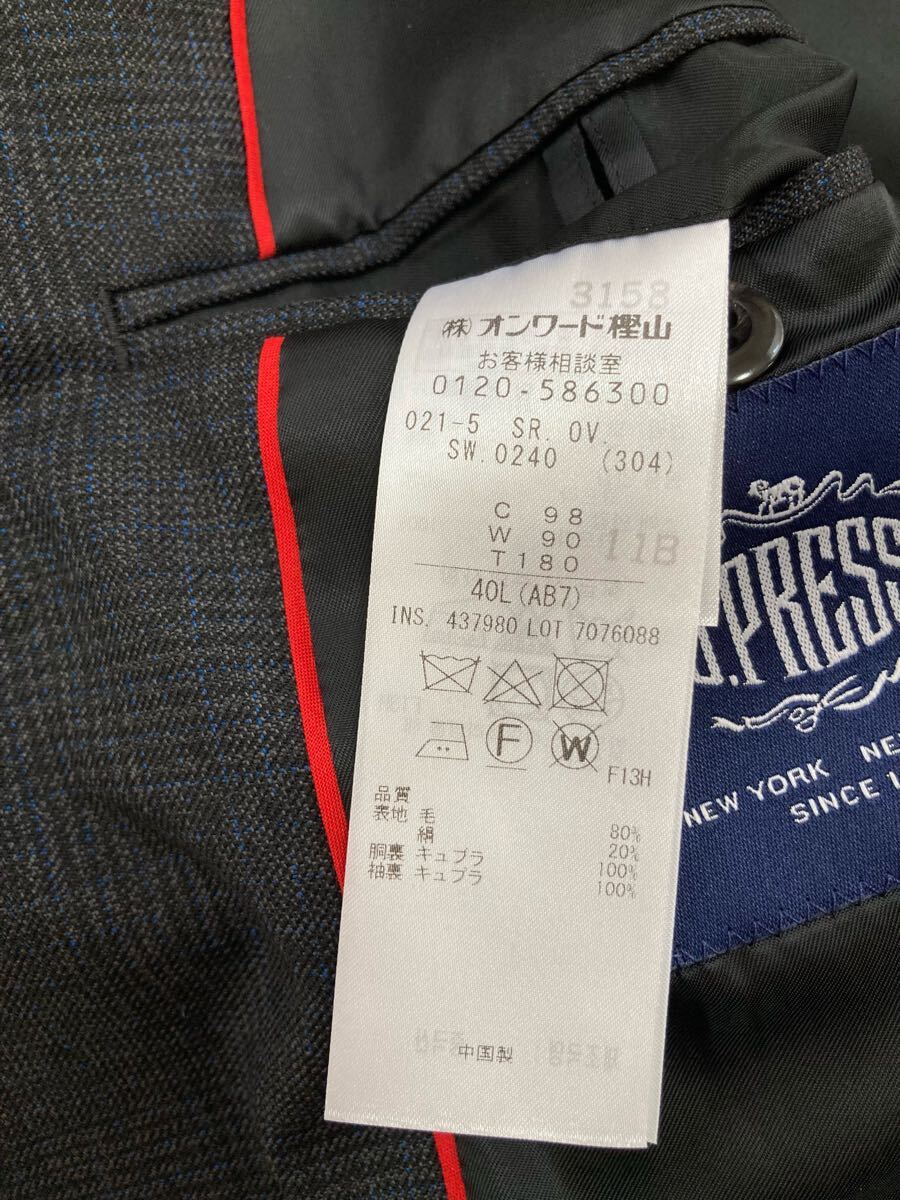 3158
(株)オンワード樫山
お客様相談室
0120-586300
021-5 SR. OV.
SW.0240 (304)
C 98
W 90
T180
11B
40L(AB7)
INS. 437980 LOT 7076088
F
W
F13H
品質
表地 毛 80%
絹 20%
胴裏 キュプラ 100%
袖裏 キュプラ 100%
中国製
.PRESS
NEW YORK NE
SINCE 1